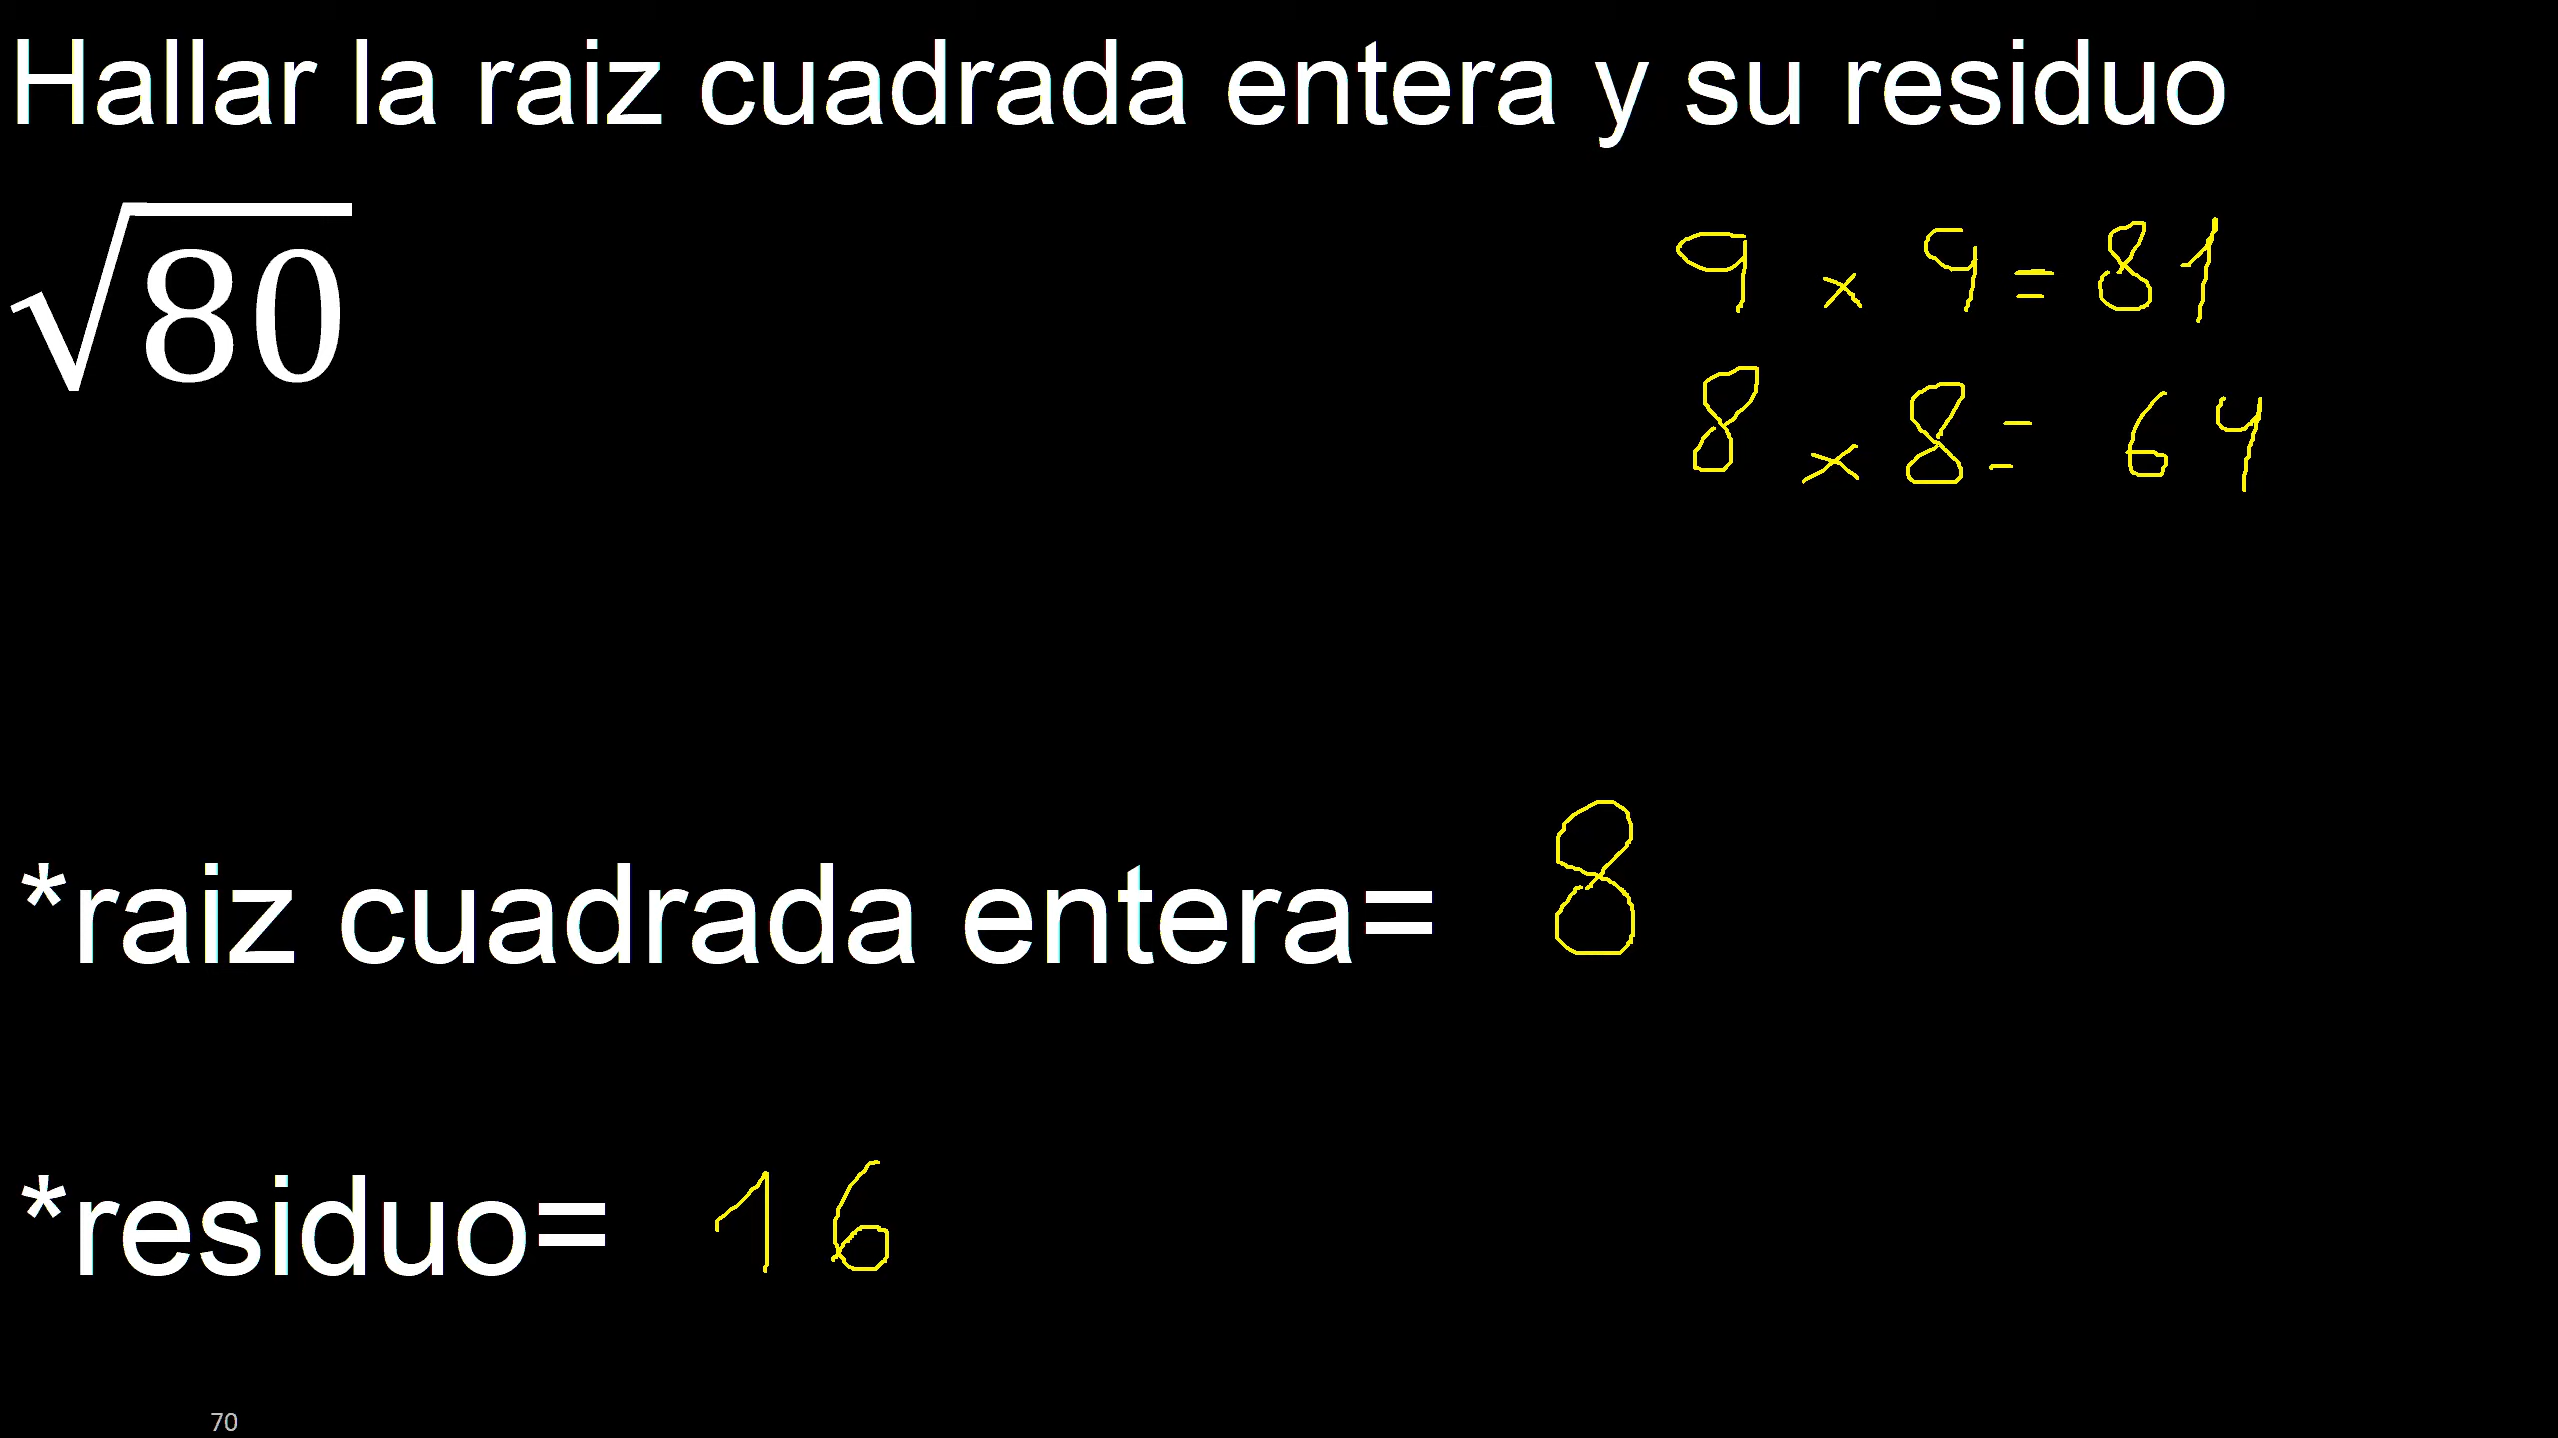 Hallar la raiz cuadrada entera y su residuo
√80
9 x 9 = 81
8 x 8 = 64
*raiz cuadrada entera= 8
*residuo= 16
70